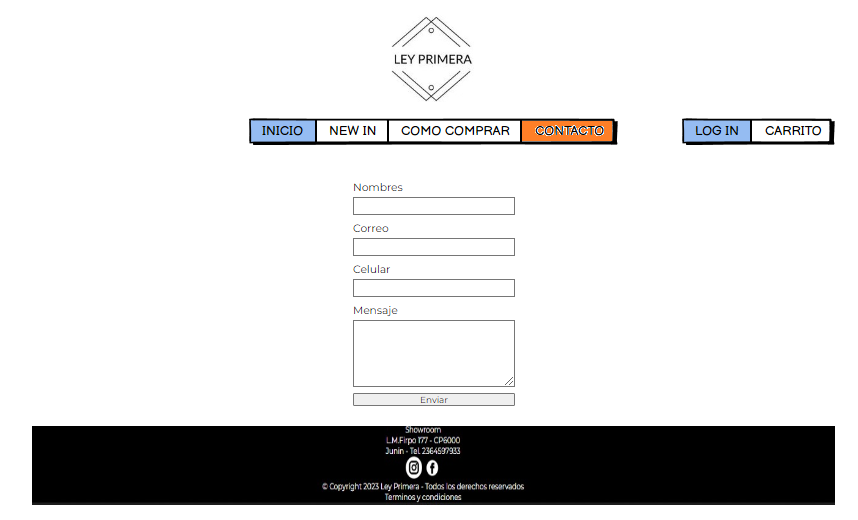 LEY PRIMERA
INICIO NEW IN COMO COMPRAR CONTACTO LOG IN CARRITO
Nombres
Correo
Celular
Mensaje
Enviar
Showroom
L.M.Firpo 177 - CP6000
Junin - Tel. 2364597933
© Copyright 2023 Ley Primera - Todos los derechos reservados
Terminos y condiciones